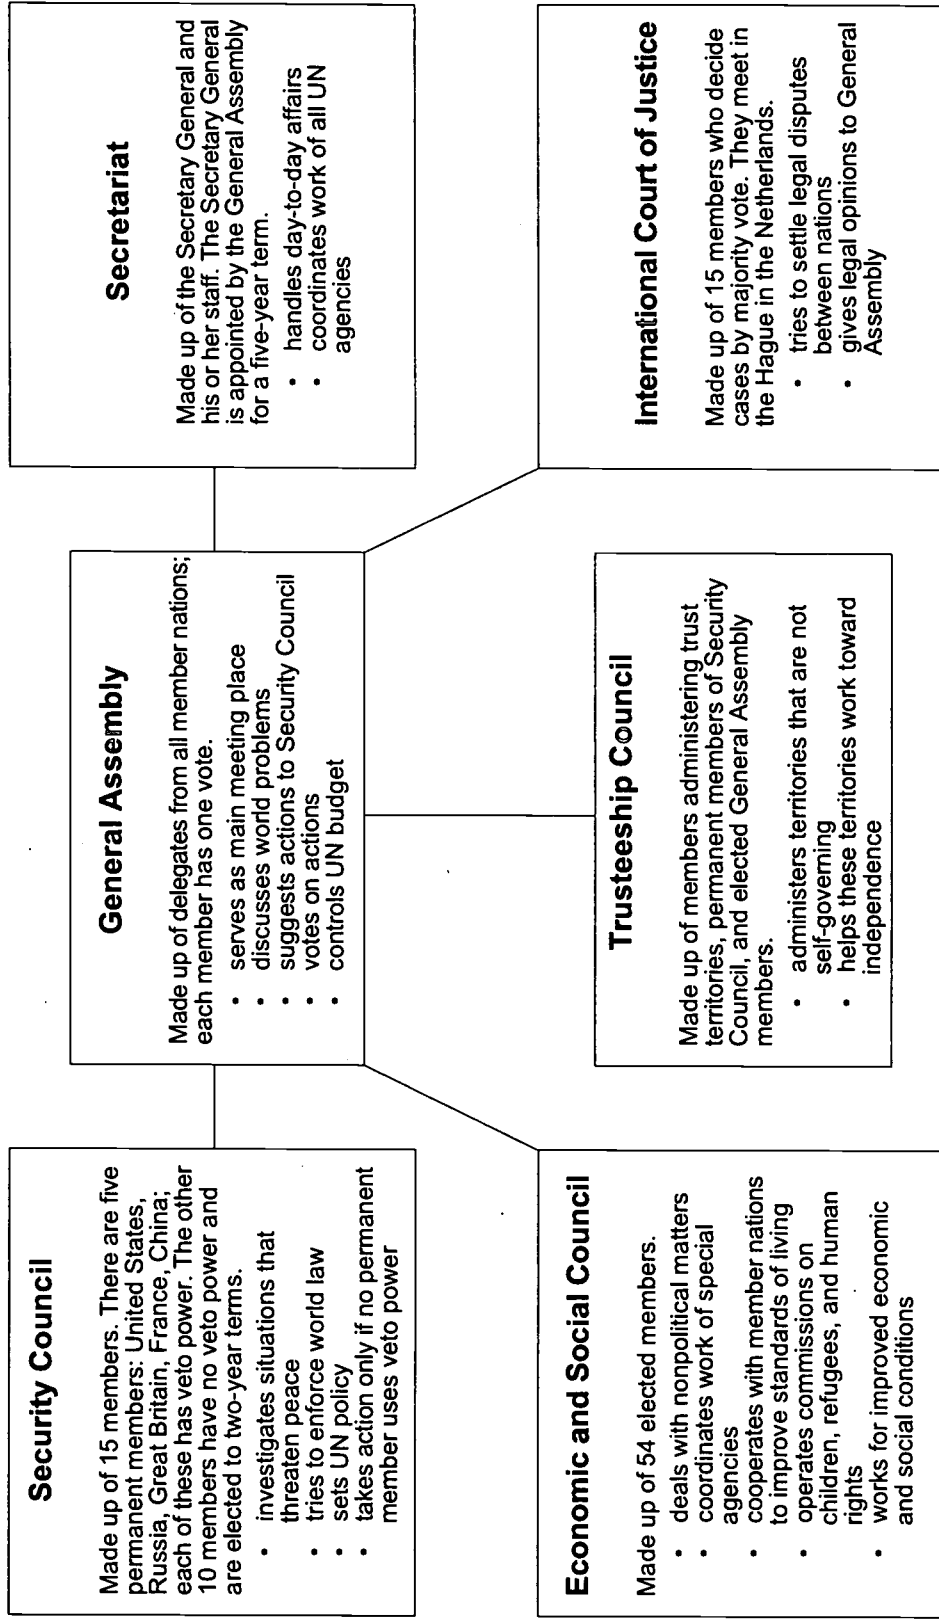 Security Council
Made up of 15 members. There are five
permanent members: United States,
Russia, Great Britain, France, China;
each of these has veto power. The other
10 members have no veto power and
are elected to two-year terms.
• investigates situations that
threaten peace
• tries to enforce world law
• sets UN policy
• takes action only if no permanent
member uses veto power
General Assembly
Made up of delegates from all member nations;
each member has one vote.
• serves as main meeting place
• discusses world problems
• suggests actions to Security Council
• votes on actions
• controls UN budget
Secretariat
Made up of the Secretary General and
his or her staff. The Secretary General
is appointed by the General Assembly
for a five-year term.
• handles day-to-day affairs
• coordinates work of all UN
agencies
Economic and Social Council
Made up of 54 elected members.
• deals with nonpolitical matters
• coordinates work of special
agencies
• cooperates with member nations
to improve standards of living
• operates commissions on
children, refugees, and human
rights
• works for improved economic
and social conditions
Trusteeship Council
Made up of members administering trust
territories, permanent members of Security
Council, and elected General Assembly
members.
• administers territories that are not
self-governing
• helps these territories work toward
independence
International Court of Justice
Made up of 15 members who decide
cases by majority vote. They meet in
the Hague in the Netherlands.
• tries to settle legal disputes
between nations
• gives legal opinions to General
Assembly